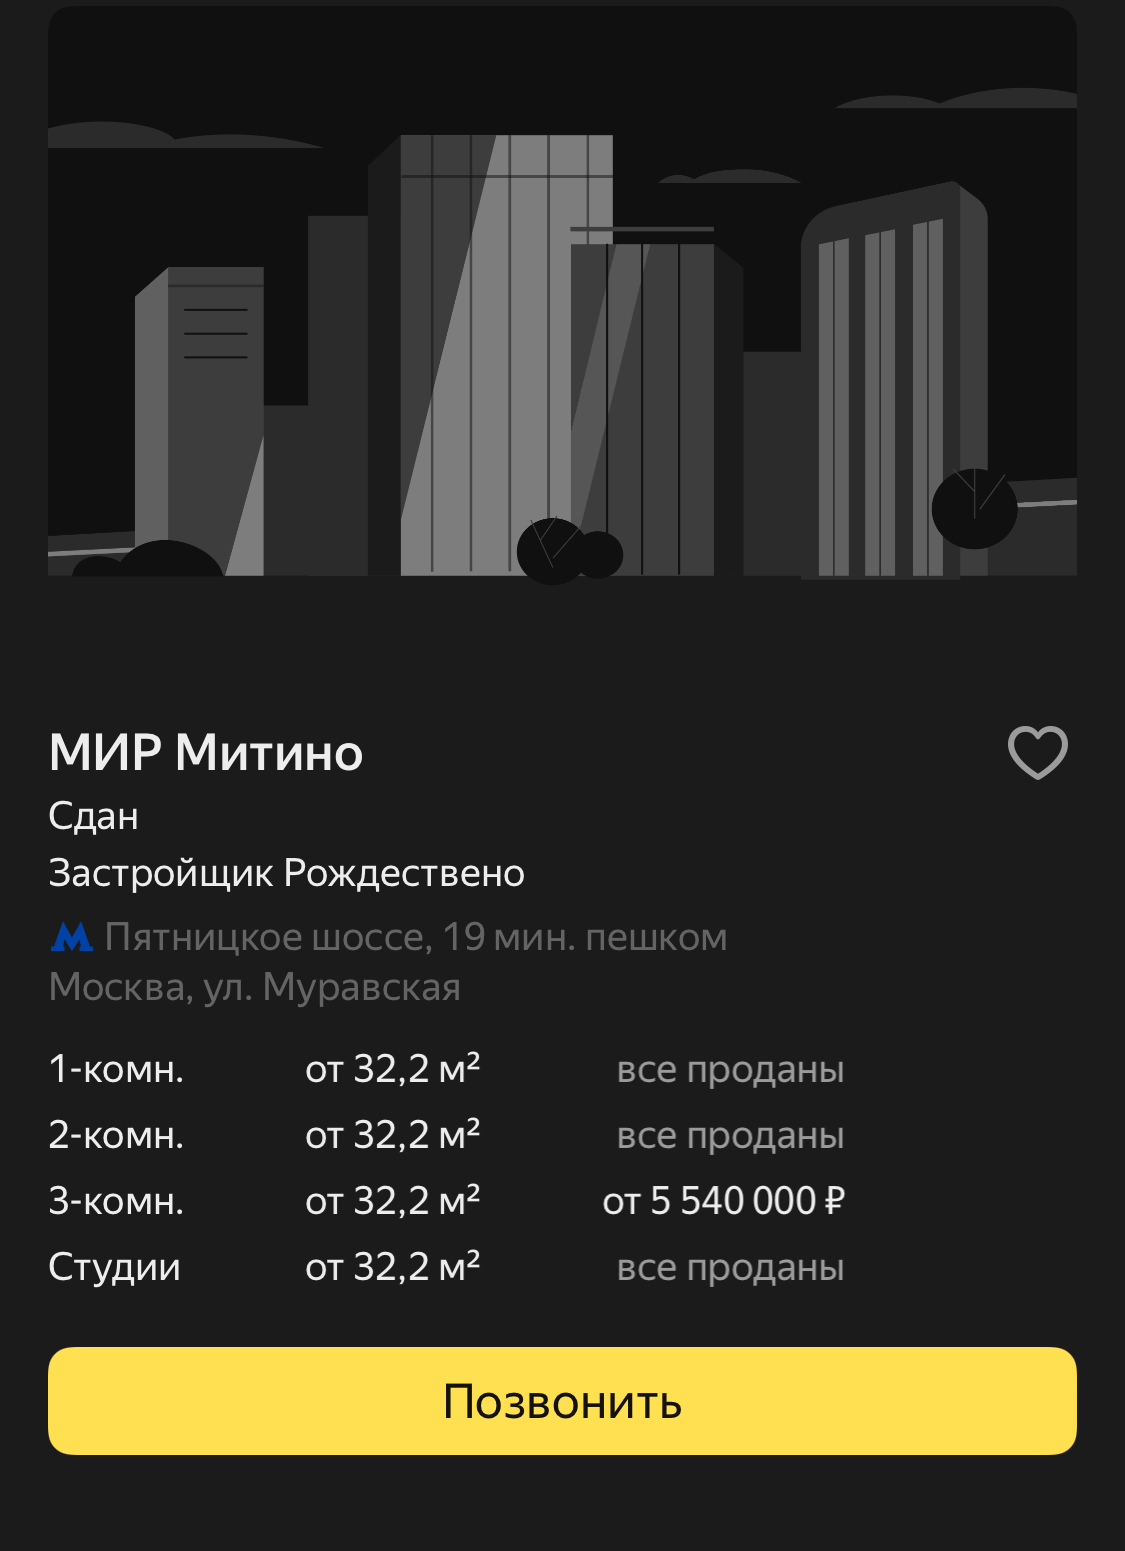 МИР Митино
Сдан
Застройщик Рождествено
Пятницкое шоссе, 19 мин. пешком
Москва, ул. Муравская
1-комн. от 32,2 м² все проданы
2-комн. от 32,2 м² все проданы
3-комн. от 32,2 м² от 5 540 000 ₽
Студии от 32,2 м² все проданы
Позвонить